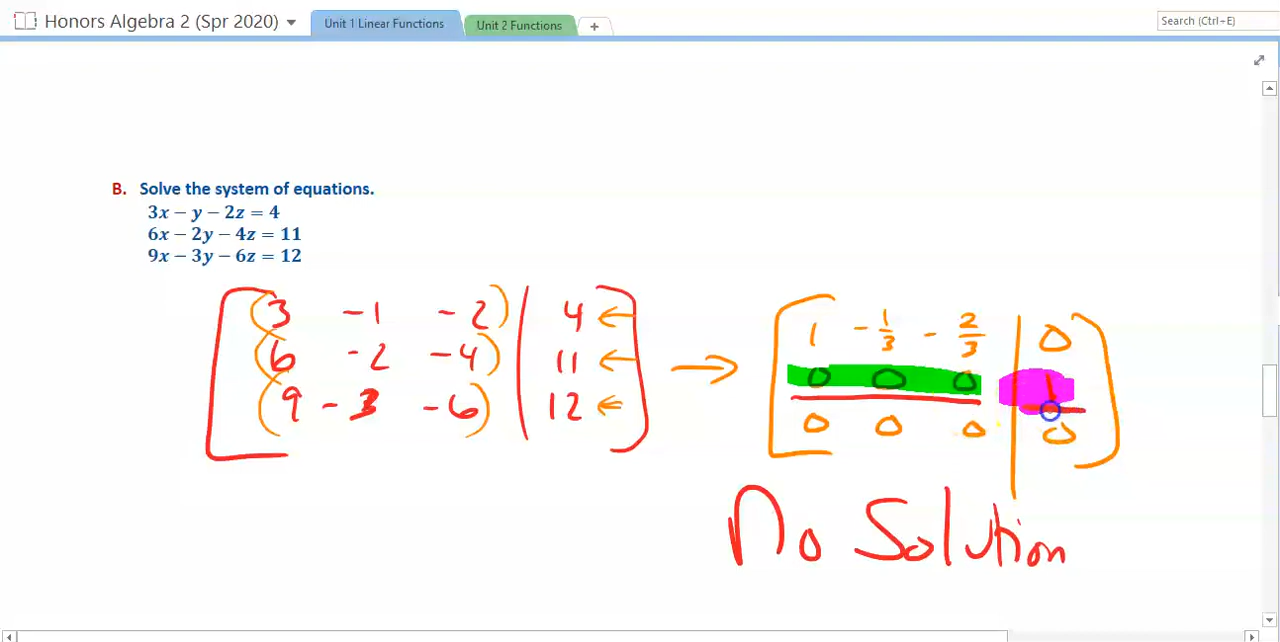 Honors Algebra 2 (Spr 2020) Unit 1 Linear Functions Unit 2 Functions + Search (Ctrl+E)
B. Solve the system of equations.
3x − y − 2z = 4
6x − 2y − 4z = 11
9x − 3y − 6z = 12
(3 -1 -2) | 4 ←
(6 -2 -4) | 11 ←
(9 -3 -6) | 12 ←
→
1 -1/3 -2/3 | 0
0 0 0 | 1
0 0 0 | 0
No Solution